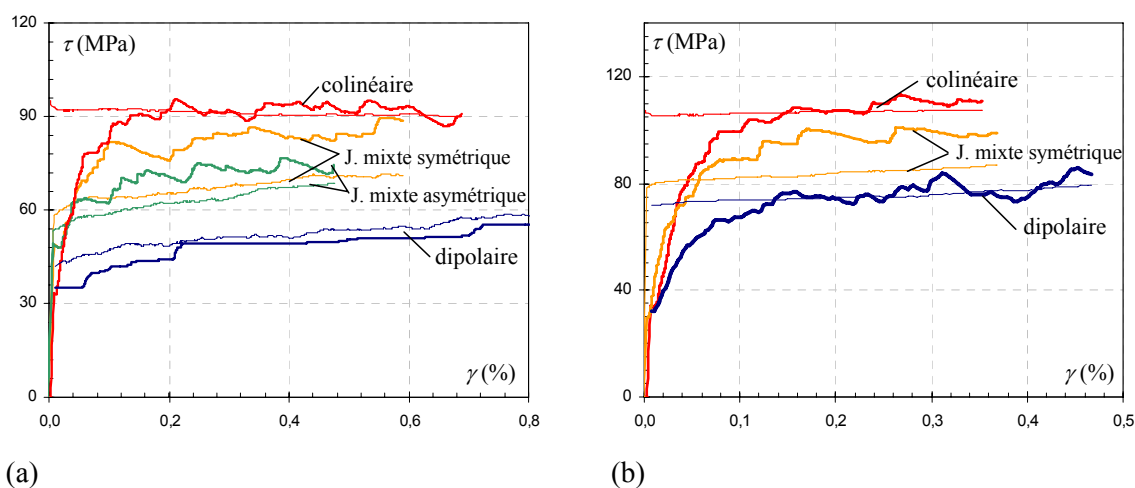 τ (MPa)
120
90
60
30
0
0,0
0,2
0,4
0,6
0,8
γ (%)
colinéaire
J. mixte symétrique
J. mixte asymétrique
dipolaire
(a)
τ (MPa)
120
80
40
0
0,0
0,1
0,2
0,3
0,4
0,5
γ (%)
colinéaire
J. mixte symétrique
dipolaire
(b)